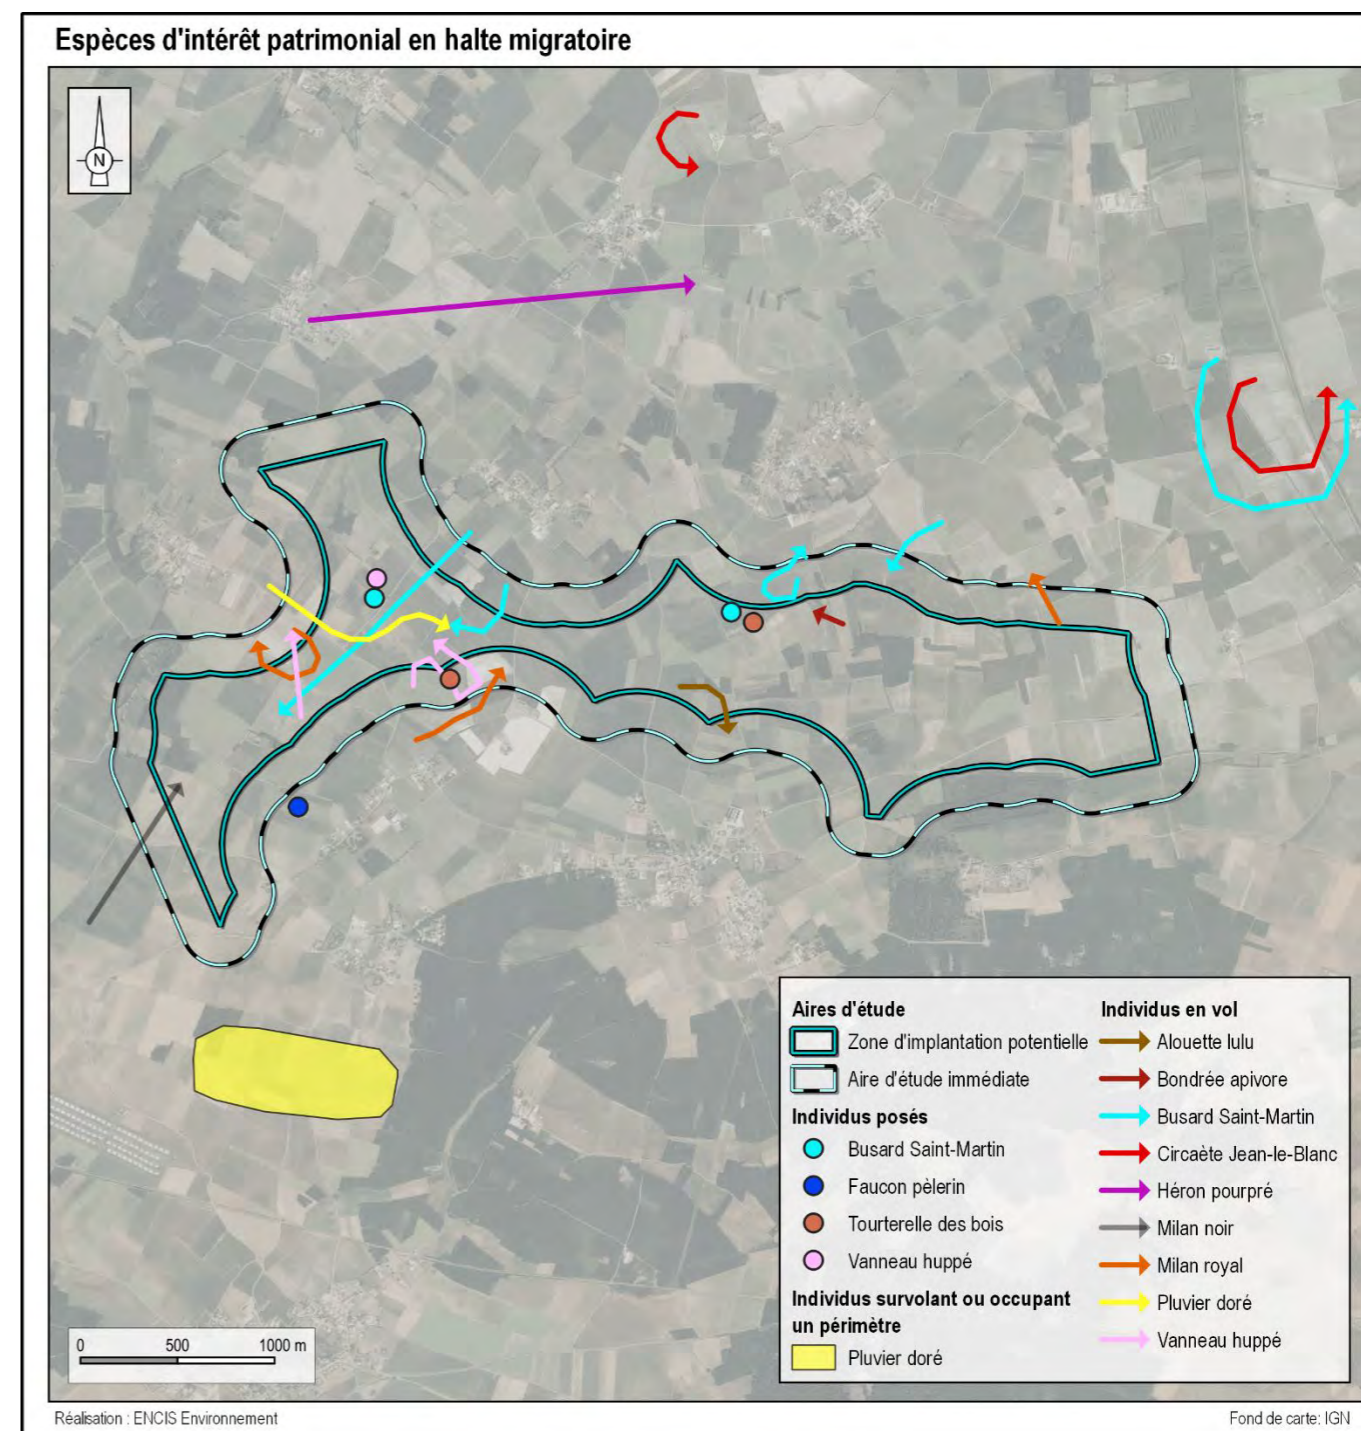 Espèces d'intérêt patrimonial en halte migratoire
N
Aires d'étude
Zone d'implantation potentielle
Aire d'étude immédiate
Individus posés
Busard Saint-Martin
Faucon pèlerin
Tourterelle des bois
Vanneau huppé
Individus survolant ou occupant
un périmètre
Pluvier doré
Individus en vol
Alouette lulu
Bondrée apivore
Busard Saint-Martin
Circaète Jean-le-Blanc
Héron pourpré
Milan noir
Milan royal
Pluvier doré
Vanneau huppé
0 500 1000 m
Réalisation : ENCIS Environnement
Fond de carte: IGN